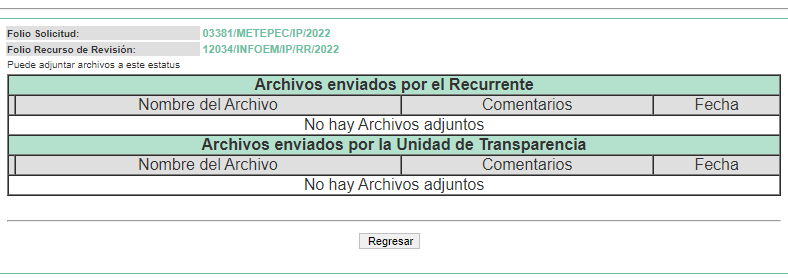 Folio Solicitud: 03381/METEPEC/IP/2022
Folio Recurso de Revisión: 12034/INFOEM/IP/RR/2022
Puede adjuntar archivos a este estatus
Archivos enviados por el Recurrente
Nombre del Archivo Comentarios Fecha
No hay Archivos adjuntos
Archivos enviados por la Unidad de Transparencia
Nombre del Archivo Comentarios Fecha
No hay Archivos adjuntos
Regresar